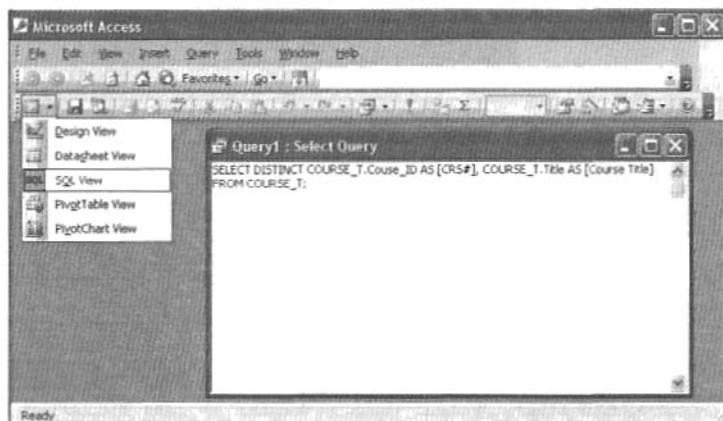 Microsoft Access
File Edit View Insert Query Tools Window Help
Favorites Go
Design View
Datasheet View
SQL SQL View
PivotTable View
PivotChart View
Query1 : Select Query
SELECT DISTINCT COURSE_T.Couse_ID AS [CRS#], COURSE_T.Title AS [Course Title]
FROM COURSE_T;
Ready